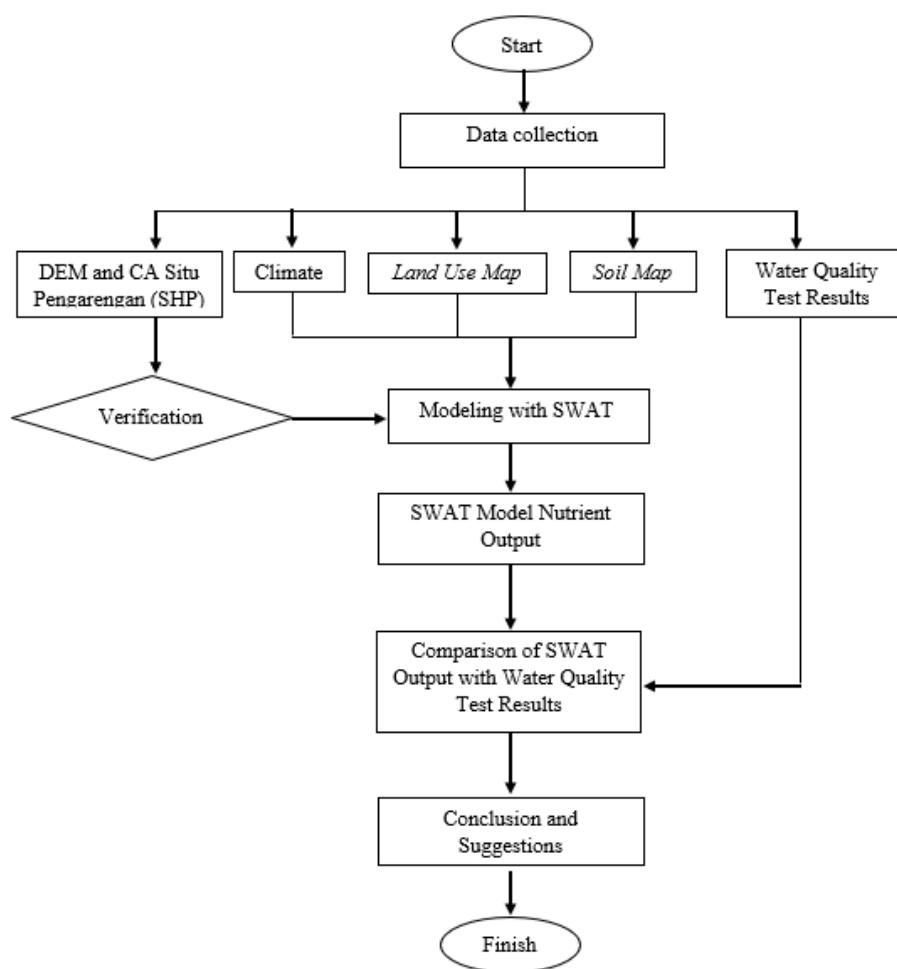 Start
Data collection
DEM and CA Situ
Pengarengan (SHP)
Climate
Land Use Map
Soil Map
Water Quality
Test Results
Verification
Modeling with SWAT
SWAT Model Nutrient
Output
Comparison of SWAT
Output with Water Quality
Test Results
Conclusion and
Suggestions
Finish